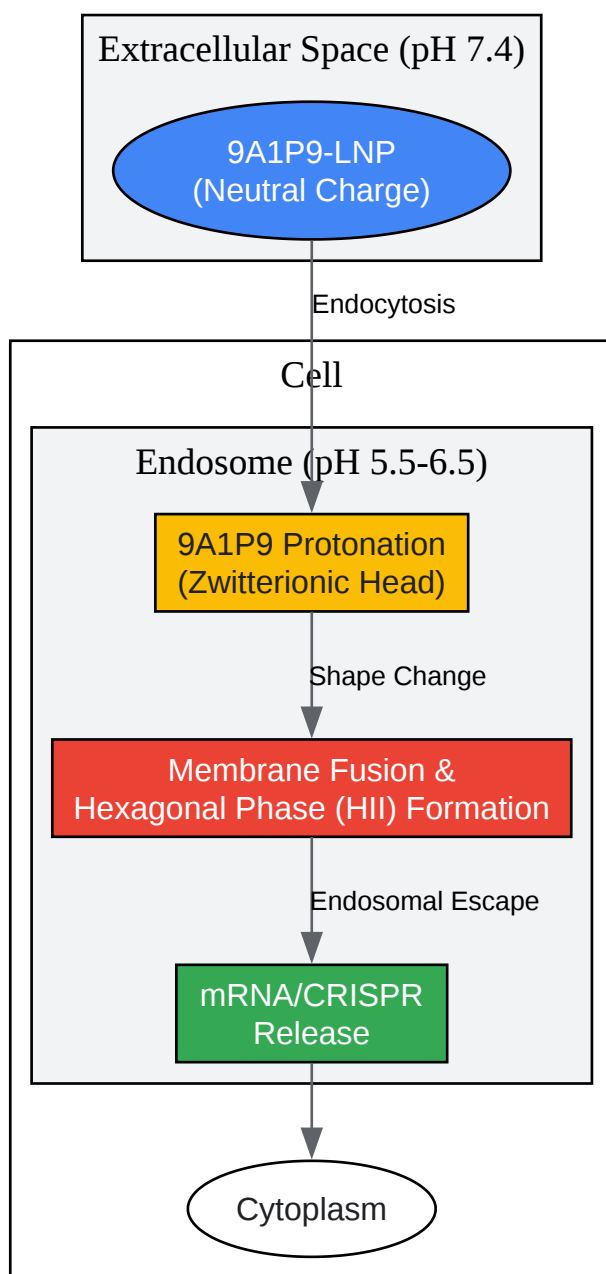 Extracellular Space (pH 7.4)
9A1P9-LNP
(Neutral Charge)
Endocytosis
Cell
Endosome (pH 5.5-6.5)
9A1P9 Protonation
(Zwitterionic Head)
Shape Change
Membrane Fusion &
Hexagonal Phase (HII) Formation
Endosomal Escape
mRNA/CRISPR
Release
Cytoplasm